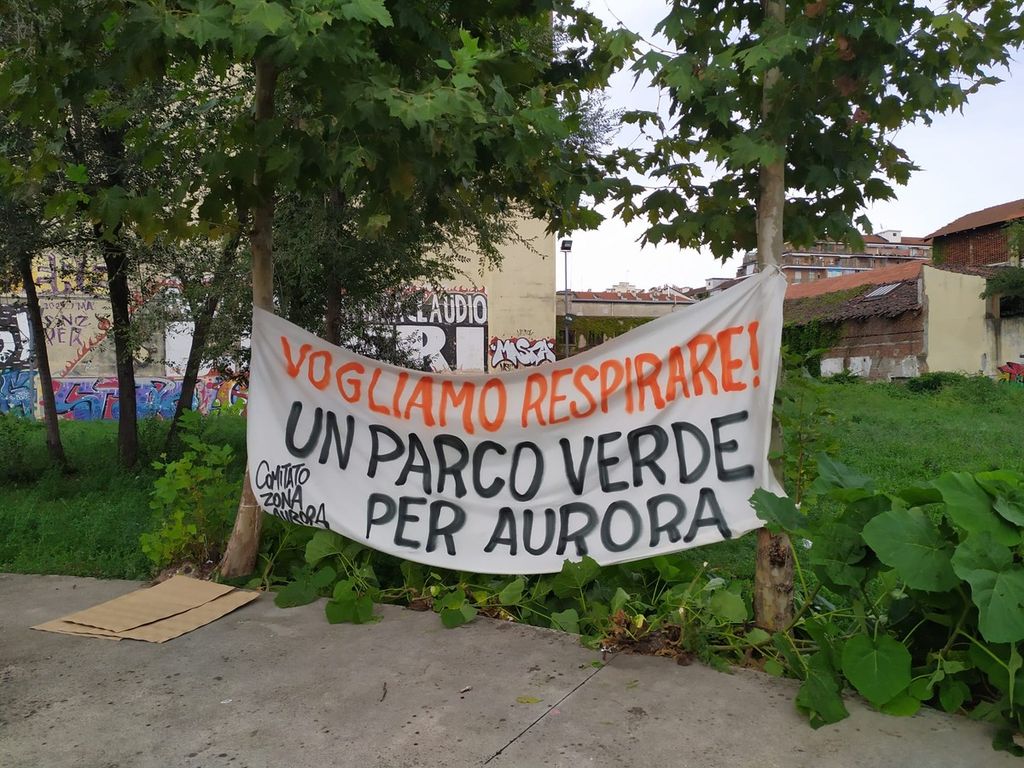 VOGLIAMO RESPIRARE!
UN PARCO VERDE
PER AURORA
COMITATO
ZONA
AURORA
CLAUDIO